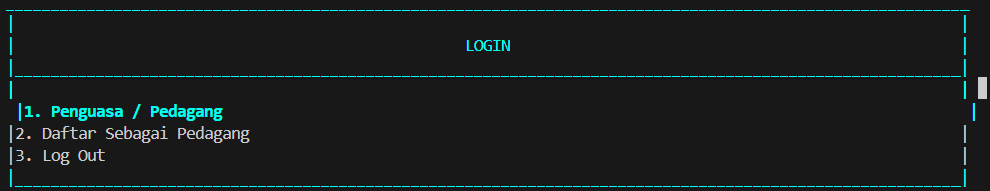 LOGIN
1. Penguasa / Pedagang
2. Daftar Sebagai Pedagang
3. Log Out